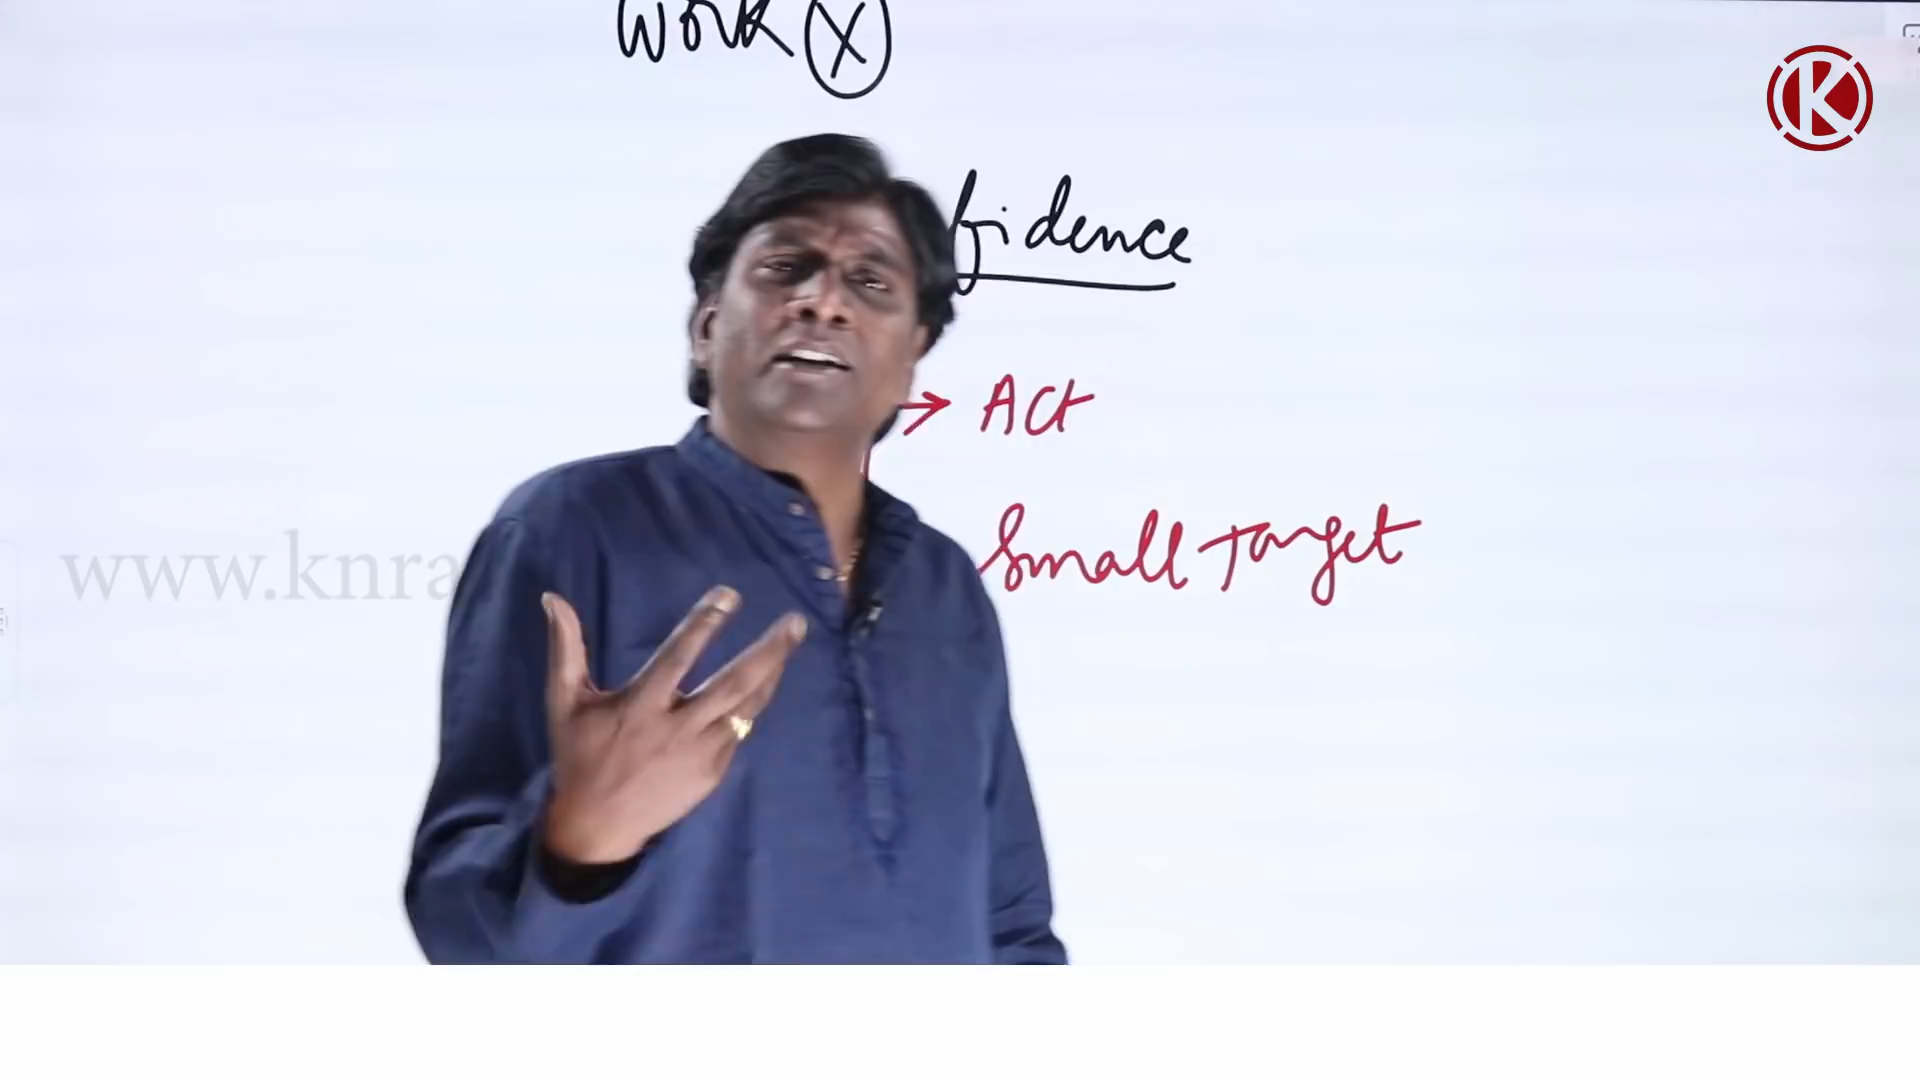 Work X
fidence
→ Act
Small Target
www.knra
K